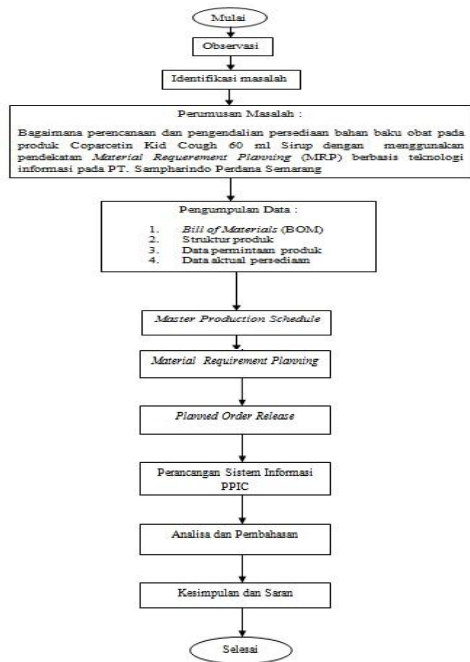 Mulai
Observasi
Identifikasi masalah
Perumusan Masalah :
Bagaimana perencanaan dan pengendalian persediaan bahan baku obat pada
produk Coparcetin Kid Cough 60 ml Sirup dengan menggunakan
pendekatan Material Requerement Planning (MRP) berbasis teknologi
informasi pada PT. Sampharindo Perdana Semarang
Pengumpulan Data :
1. Bill of Materials (BOM)
2. Struktur produk
3. Data permintaan produk
4. Data aktual persediaan
Master Production Schedule
Material Requirement Planning
Planned Order Release
Perancangan Sistem Informasi
PPIC
Analisa dan Pembahasan
Kesimpulan dan Saran
Selesai